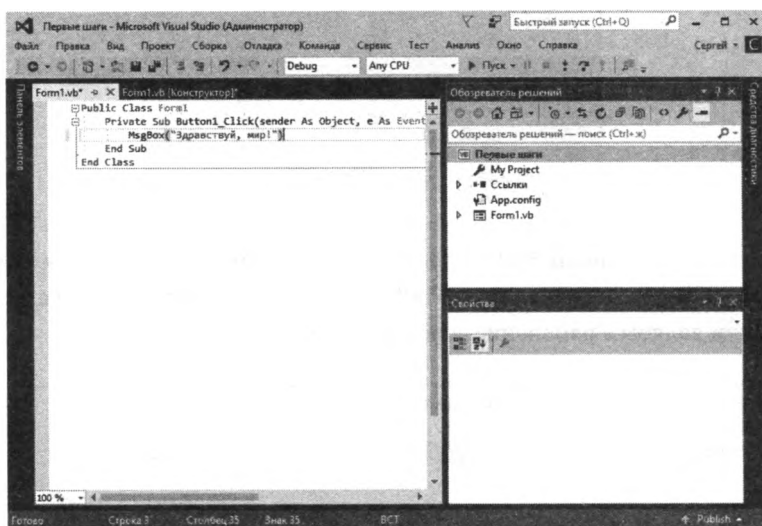 Первые шаги - Microsoft Visual Studio (Администратор)
Быстрый запуск (Ctrl+Q)
Файл Правка Вид Проект Сборка Отладка Команда Сервис Тест Анализ Окно Справка
Сергей
Debug
Any CPU
Пуск
Панель элементов
Form1.vb*
Form1.vb [Конструктор]*
Public Class Form1
Private Sub Button1_Click(sender As Object, e As Event
MsgBox("Здравствуй, мир!")
End Sub
End Class
100 %
Обозреватель решений
Обозреватель решений — поиск (Ctrl+ж)
Первые шаги
My Project
Ссылки
App.config
Form1.vb
Свойства
Средства диагностики
Готово
Строка 3
Столбец 35
Знак 35
ВСТ
Publish